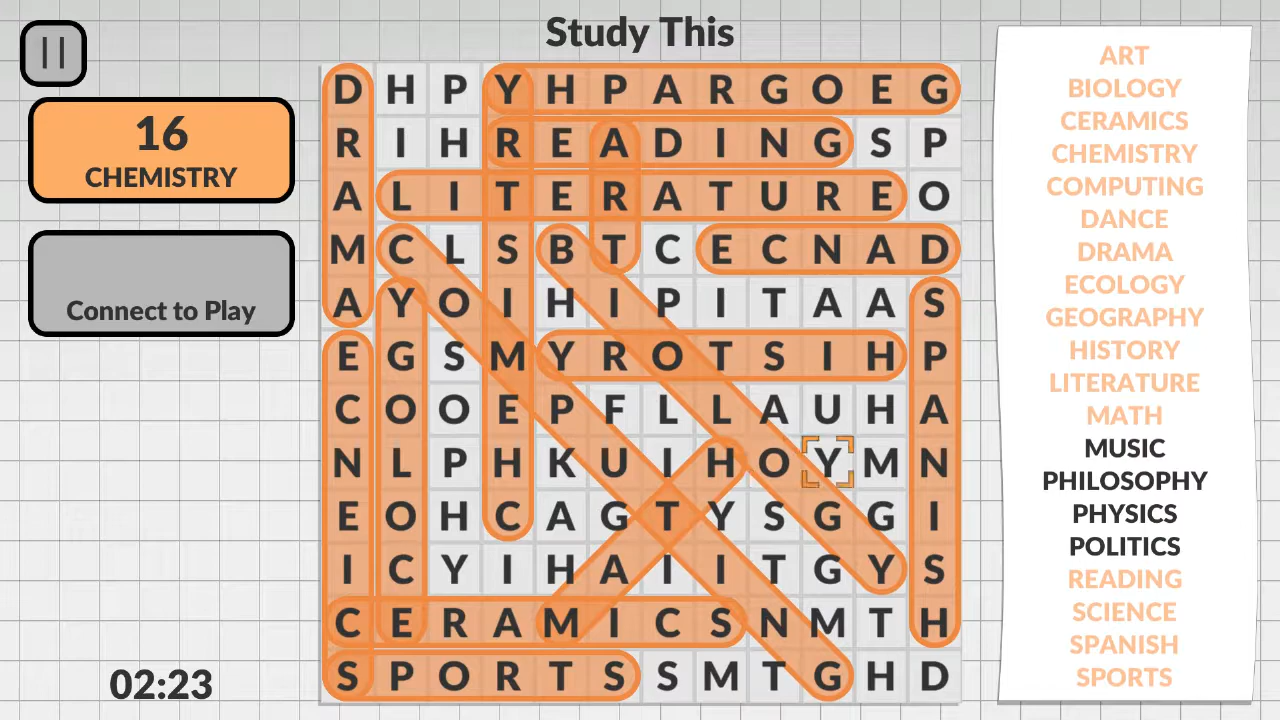 Study This
16
CHEMISTRY
Connect to Play
02:23
D H P Y H P A R G O E G
R I H R E A D I N G S P
A L I T E R A T U R E O
M C L S B T C E C N A D
A Y O I H I P I T A A S
E G S M Y R O T S I H P
C O O E P F L L A U H A
N L P H K U I H O Y M N
E O H C A G T Y S G G I
I C Y I H A I I T G Y S
C E R A M I C S N M T H
S P O R T S S M T G H D
ART
BIOLOGY
CERAMICS
CHEMISTRY
COMPUTING
DANCE
DRAMA
ECOLOGY
GEOGRAPHY
HISTORY
LITERATURE
MATH
MUSIC
PHILOSOPHY
PHYSICS
POLITICS
READING
SCIENCE
SPANISH
SPORTS